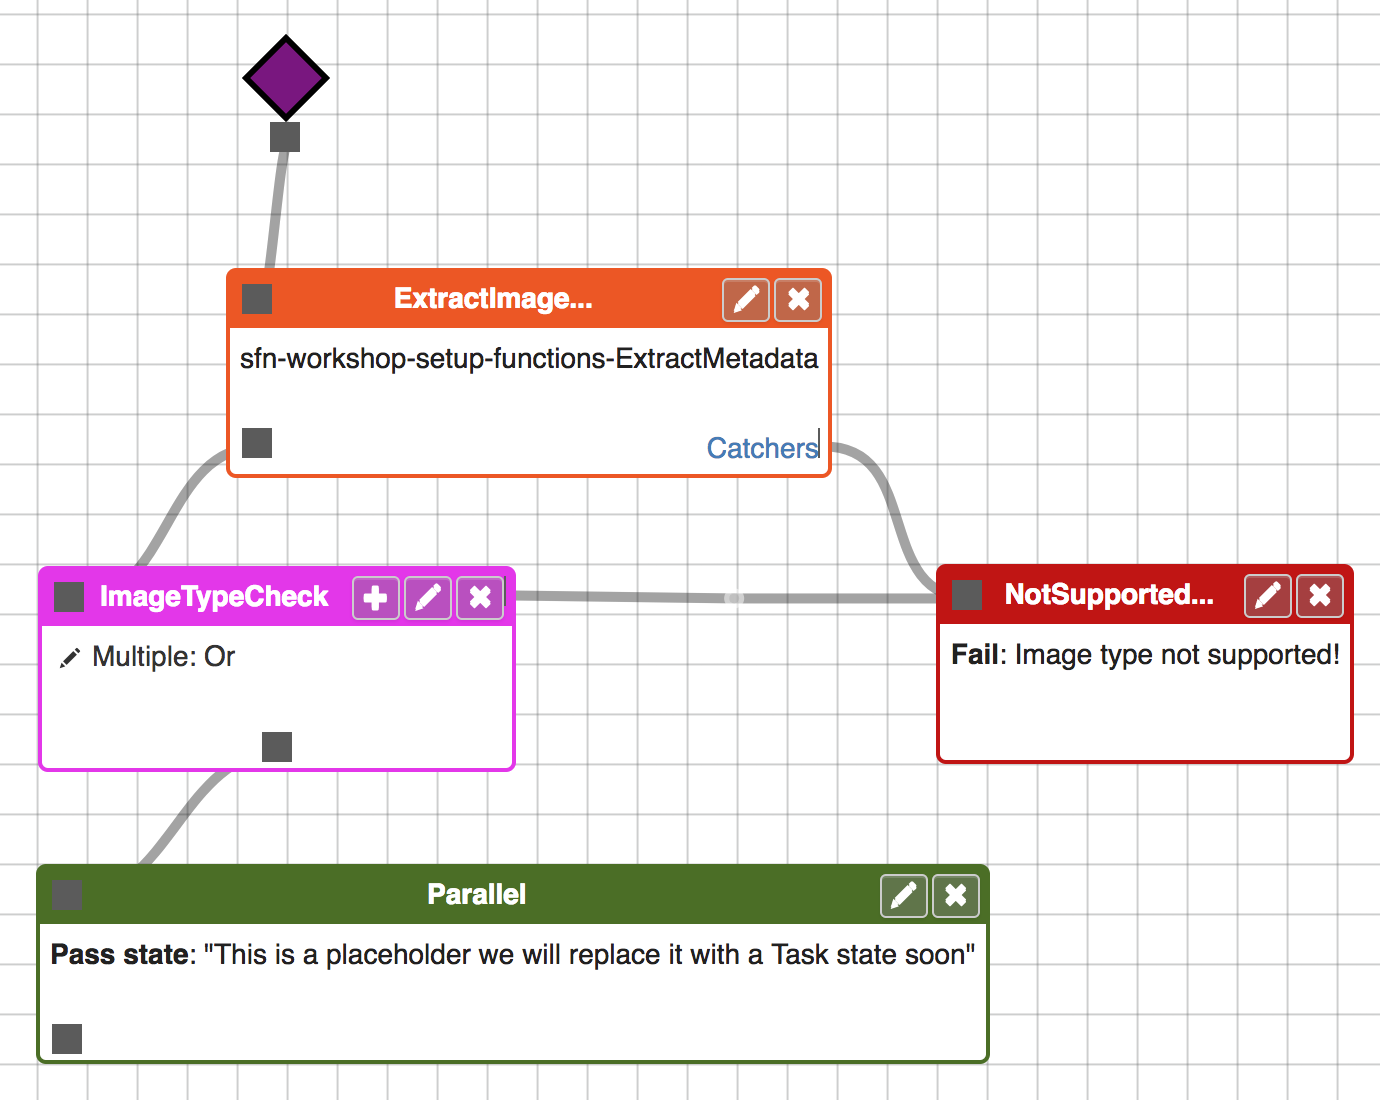 ExtractImage...
sfn-workshop-setup-functions-ExtractMetadata
Catchers
ImageTypeCheck
Multiple: Or
NotSupported...
Fail: Image type not supported!
Parallel
Pass state: "This is a placeholder we will replace it with a Task state soon"